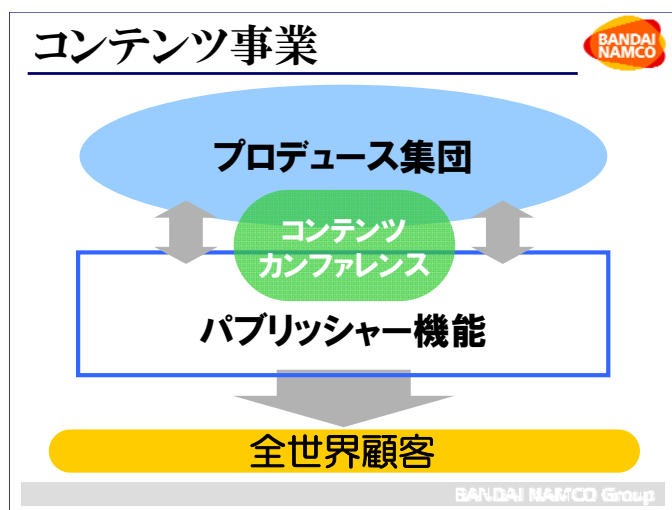 コンテンツ事業
BANDAI
NAMCO
プロデュース集団
コンテンツ
カンファレンス
パブリッシャー機能
全世界顧客
BANDAI NAMCO Group